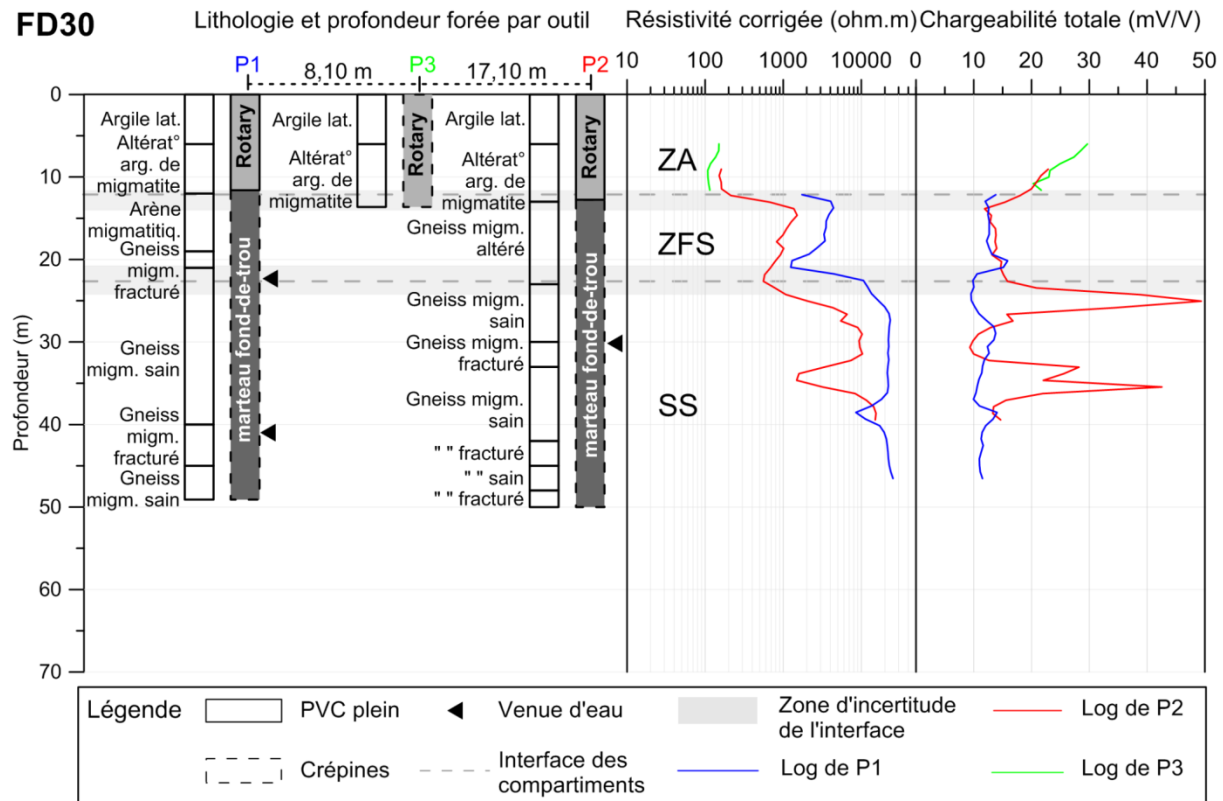 FD30
Lithologie et profondeur forée par outil
Résistivité corrigée (ohm.m)
Chargeabilité totale (mV/V)
P1
8,10 m
P3
17,10 m
P2
10 100 1000 10000
0 10 20 30 40 50
Profondeur (m)
0
10
20
30
40
50
60
70
Argile lat.
Altérat°
arg. de
migmatite
Arène
migmatitiq.
Gneiss
migm.
fracturé
Gneiss
migm. sain
Gneiss
migm.
fracturé
Gneiss
migm. sain
Rotary
marteau fond-de-trou
Argile lat.
Altérat°
arg. de
migmatite
Rotary
Argile lat.
Altérat°
arg. de
migmatite
Gneiss migm.
altéré
Gneiss migm.
sain
Gneiss migm.
fracturé
Gneiss migm.
sain
" " fracturé
" " sain
" " fracturé
Rotary
marteau fond-de-trou
ZA
ZFS
SS
Légende
PVC plein
Venue d'eau
Zone d'incertitude
de l'interface
Log de P2
Crépines
Interface des
compartiments
Log de P1
Log de P3